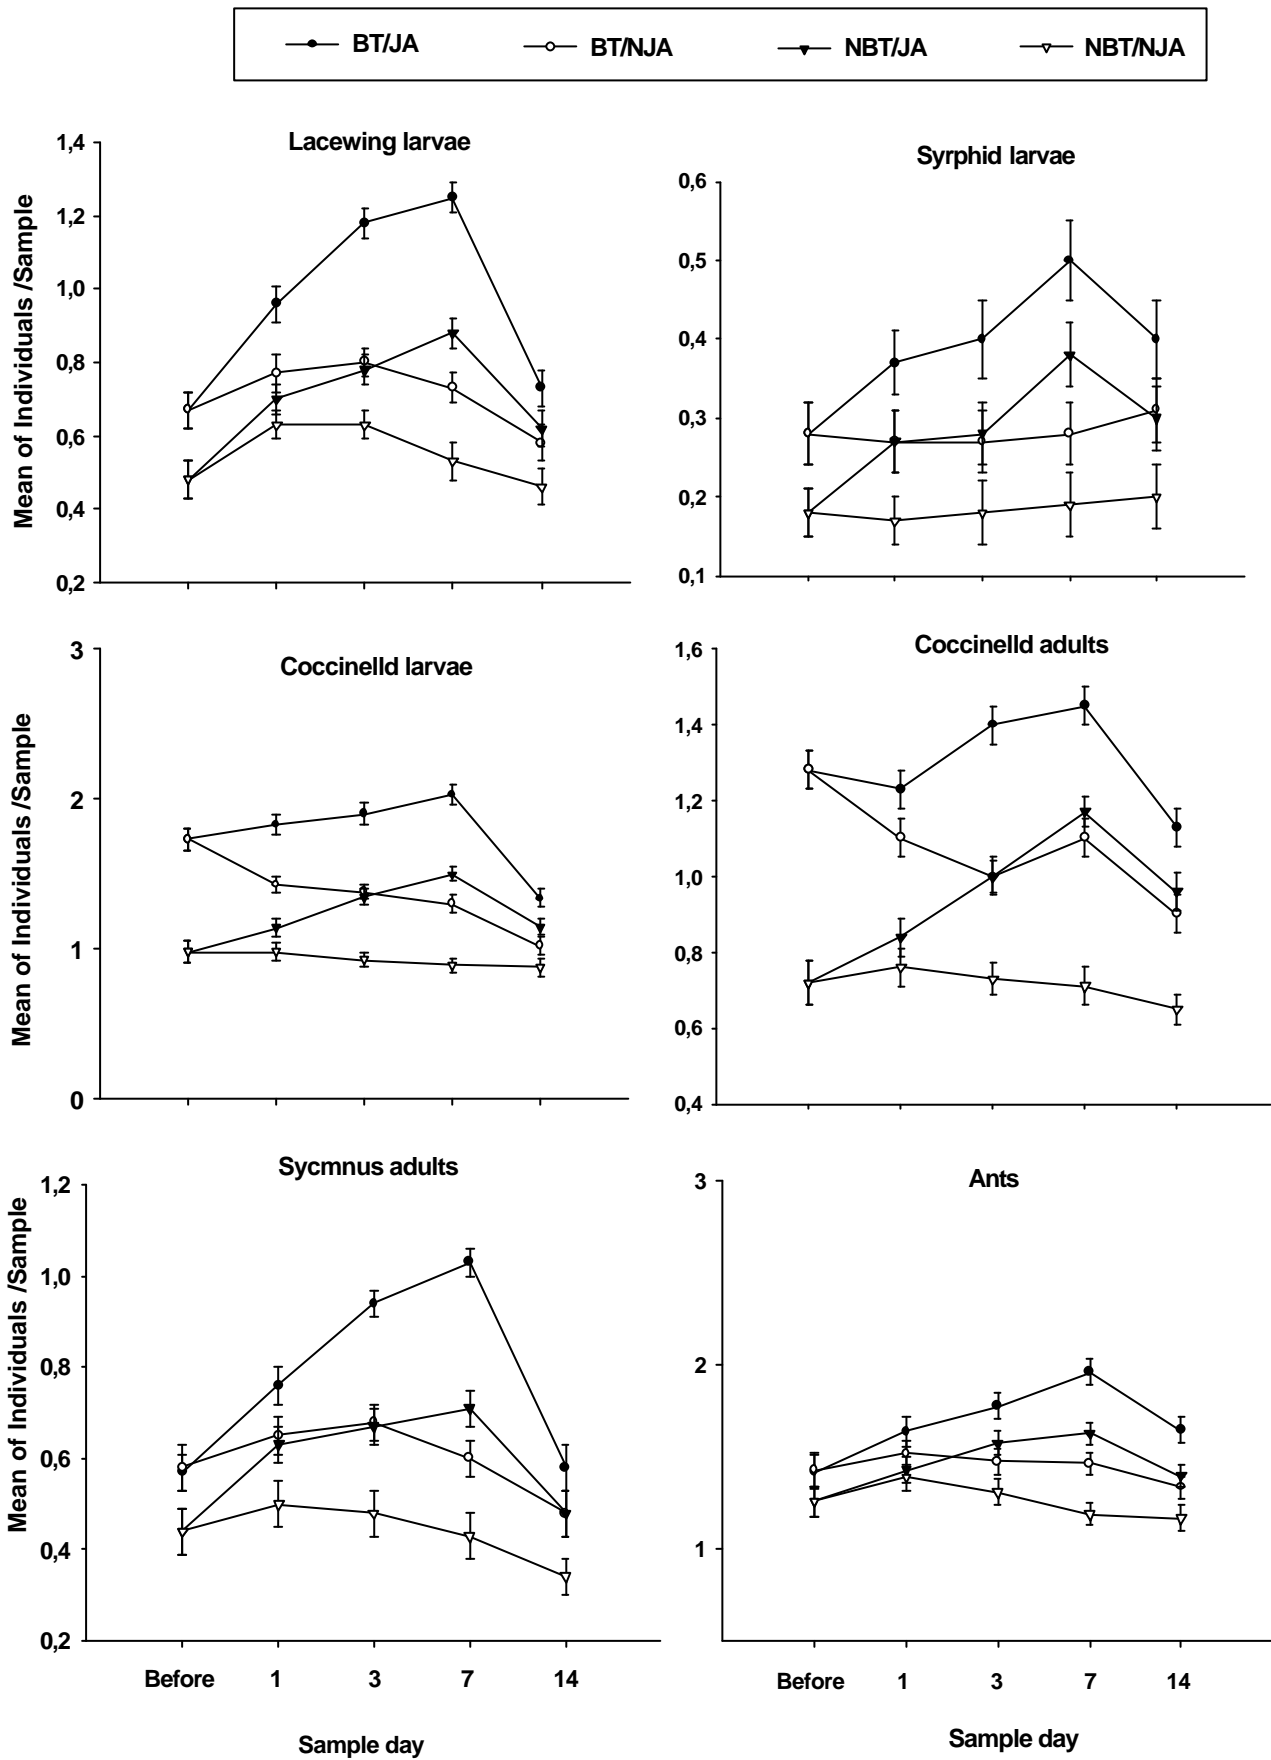 BT/JA BT/NJA NBT/JA NBT/NJA
Lacewing larvae
Mean of Individuals /Sample
1,4
1,2
1,0
0,8
0,6
0,4
0,2
Syrphid larvae
0,6
0,5
0,4
0,3
0,2
0,1
Coccinelld larvae
Mean of Individuals /Sample
3
2
1
0
Coccinelld adults
1,6
1,4
1,2
1,0
0,8
0,6
0,4
Sycmnus adults
Mean of Individuals /Sample
1,2
1,0
0,8
0,6
0,4
0,2
Before 1 3 7 14
Sample day
Ants
3
2
1
Before 1 3 7 14
Sample day